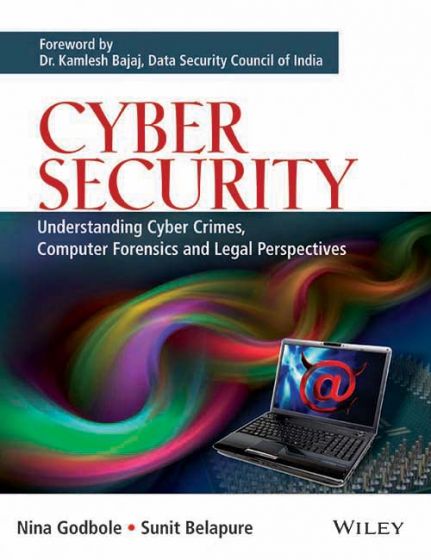 Foreword by
Dr. Kamlesh Bajaj, Data Security Council of India
CYBER
SECURITY
Understanding Cyber Crimes,
Computer Forensics and Legal Perspectives
@
Nina Godbole • Sunit Belapure
WILEY